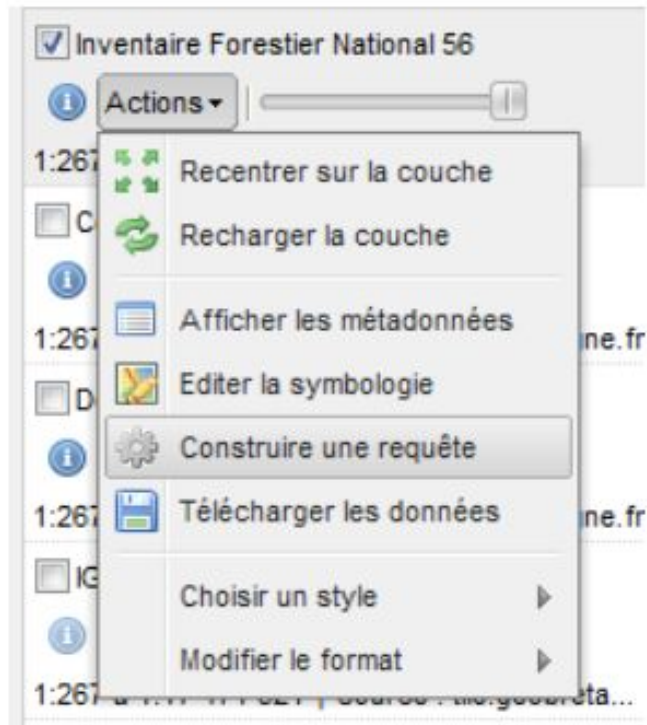 Inventaire Forestier National 56
Actions
1:267
Recentrer sur la couche
Recharger la couche
1:267
Afficher les métadonnées
ne.fr
Editer la symbologie
Construire une requête
1:267
Télécharger les données
ne.fr
IG
Choisir un style
Modifier le format
1:267